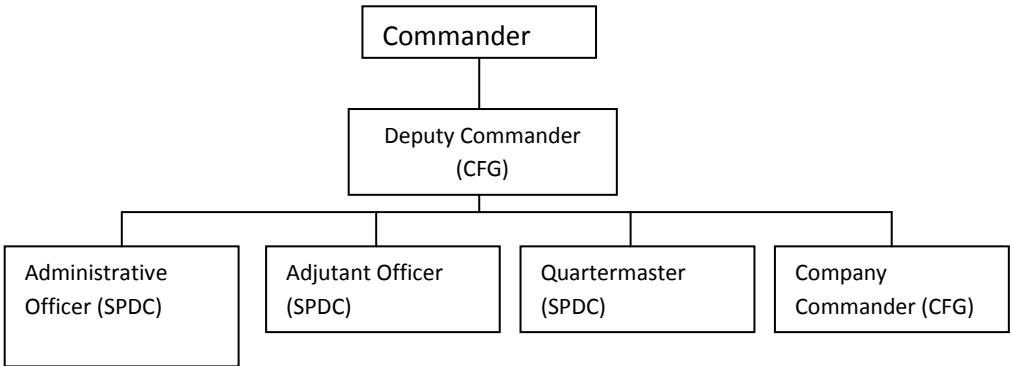 Commander
Deputy Commander
(CFG)
Administrative
Officer (SPDC)
Adjutant Officer
(SPDC)
Quartermaster
(SPDC)
Company
Commander (CFG)